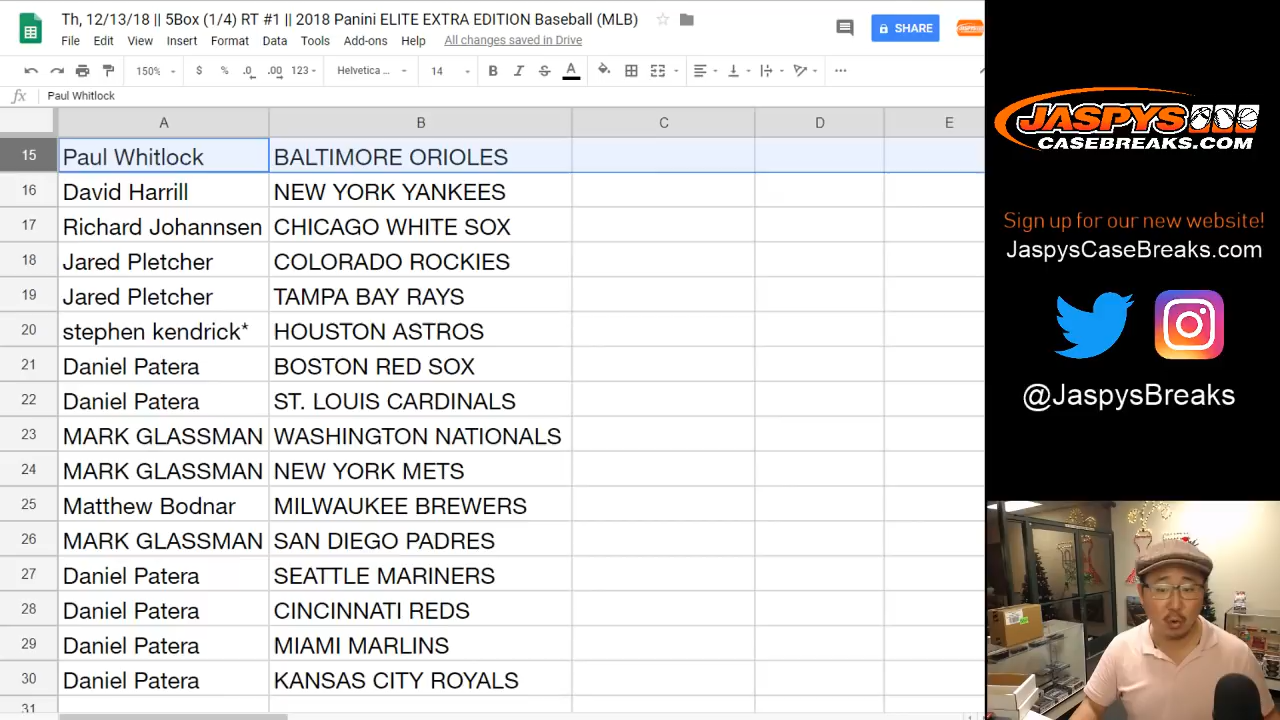 Th, 12/13/18 || 5Box (1/4) RT #1 || 2018 Panini ELITE EXTRA EDITION Baseball (MLB)
File Edit View Insert Format Data Tools Add-ons Help All changes saved in Drive
SHARE
150% $ % .0 .00 123 Helvetica ... 14 B I S A
fx Paul Whitlock
A B C D E
15 Paul Whitlock BALTIMORE ORIOLES
16 David Harrill NEW YORK YANKEES
17 Richard Johannsen CHICAGO WHITE SOX
18 Jared Pletcher COLORADO ROCKIES
19 Jared Pletcher TAMPA BAY RAYS
20 stephen kendrick* HOUSTON ASTROS
21 Daniel Patera BOSTON RED SOX
22 Daniel Patera ST. LOUIS CARDINALS
23 MARK GLASSMAN WASHINGTON NATIONALS
24 MARK GLASSMAN NEW YORK METS
25 Matthew Bodnar MILWAUKEE BREWERS
26 MARK GLASSMAN SAN DIEGO PADRES
27 Daniel Patera SEATTLE MARINERS
28 Daniel Patera CINCINNATI REDS
29 Daniel Patera MIAMI MARLINS
30 Daniel Patera KANSAS CITY ROYALS
31
JASPYS
CASEBREAKS.COM
Sign up for our new website!
JaspysCaseBreaks.com
@JaspysBreaks